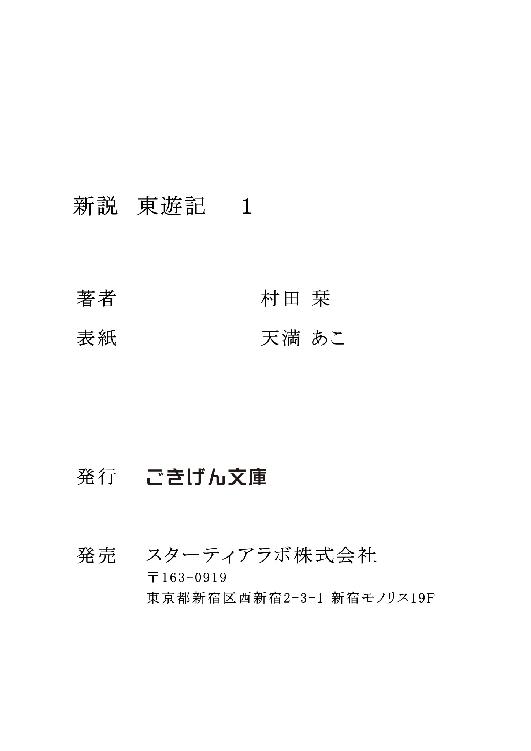 新説 東遊記 1
著者 村田 栞
表紙 天満 あこ
発行 ごきげん文庫
発売 スターティアラボ株式会社
〒163-0919
東京都新宿区西新宿2-3-1 新宿モノリス19F